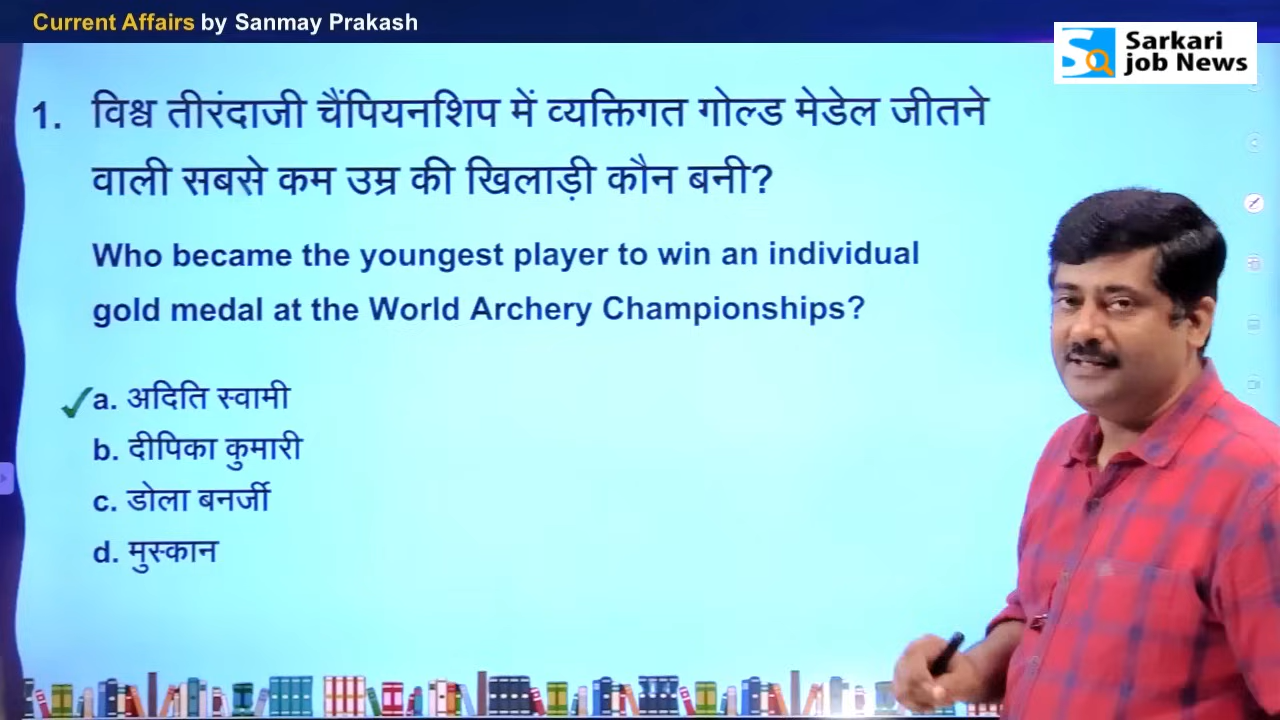 Current Affairs by Sanmay Prakash
Sarkari
job News
1. विश्व तीरंदाजी चैंपियनशिप में व्यक्तिगत गोल्ड मेडेल जीतने
वाली सबसे कम उम्र की खिलाड़ी कौन बनी?
Who became the youngest player to win an individual
gold medal at the World Archery Championships?
a. अदिति स्वामी
b. दीपिका कुमारी
c. डोला बनर्जी
d. मुस्कान